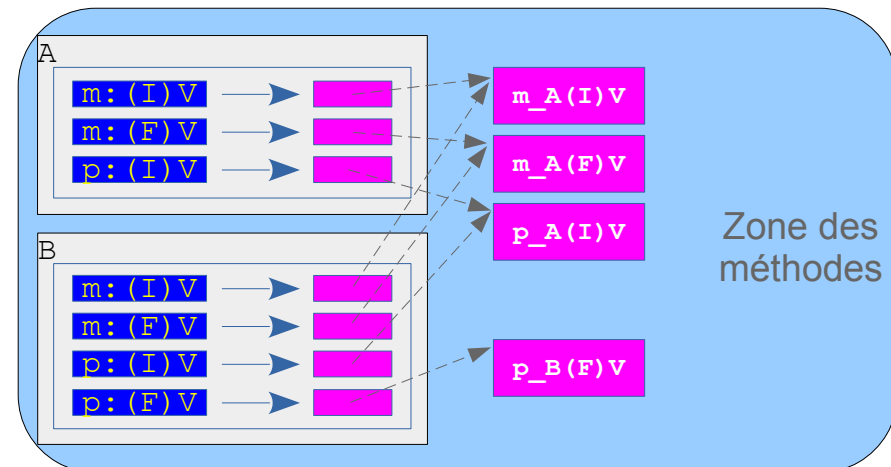 A
m:(I)V
m:(F)V
p:(I)V
m_A(I)V
m_A(F)V
p_A(I)V
B
m:(I)V
m:(F)V
p:(I)V
p:(F)V
p_B(F)V
Zone des
méthodes